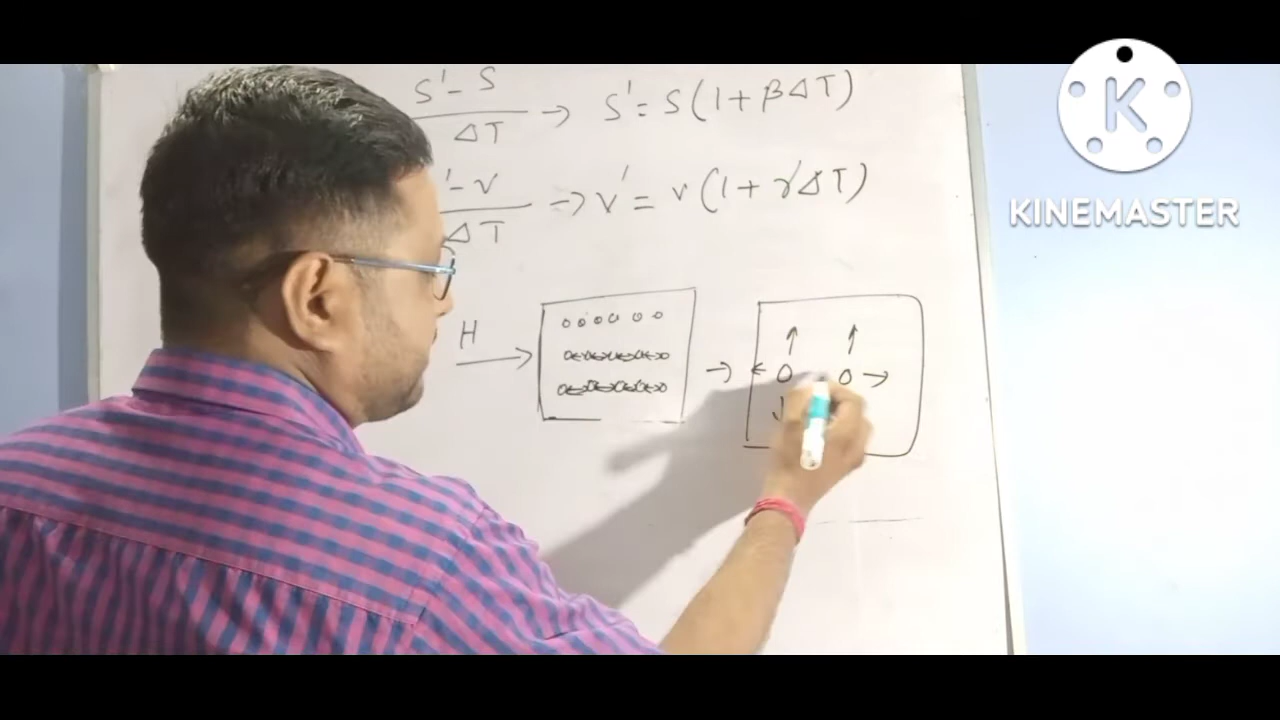 S' - S / ΔT → S' = S(1 + βΔT)
' - V / ΔT → V' = V(1 + γΔT)
H
KINEMASTER